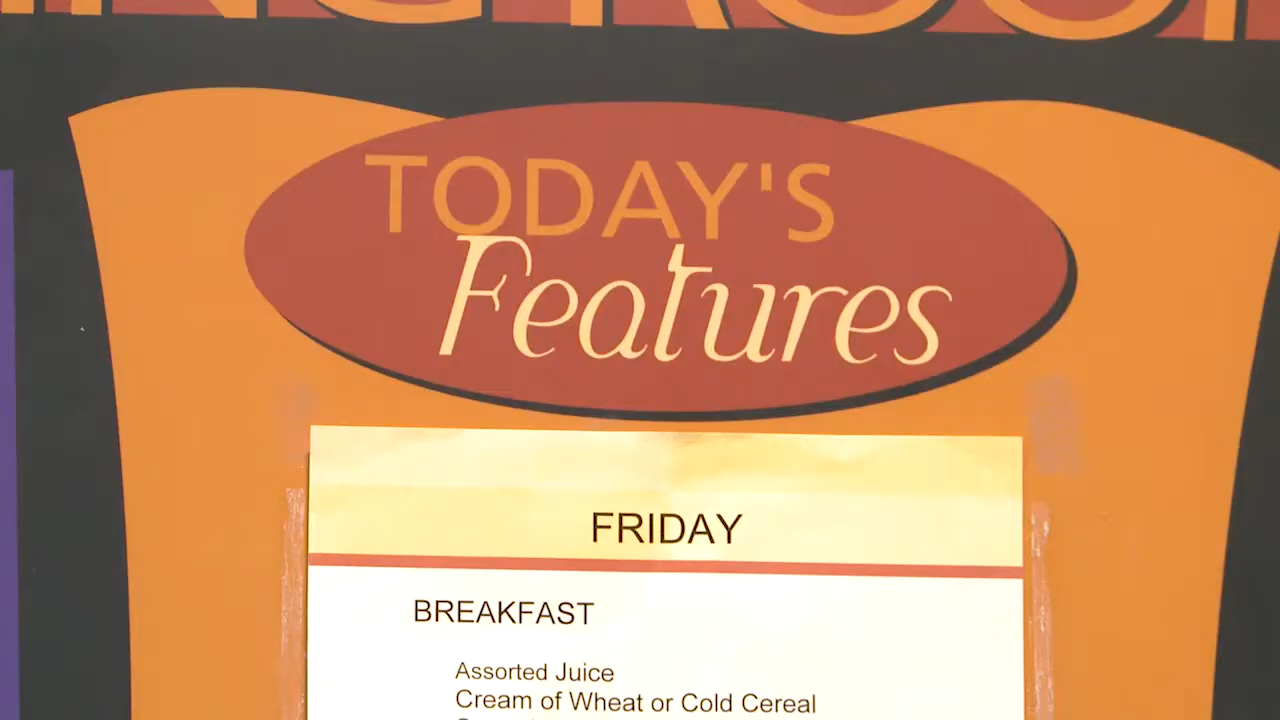 TODAY'S
Features
FRIDAY
BREAKFAST
Assorted Juice
Cream of Wheat or Cold Cereal